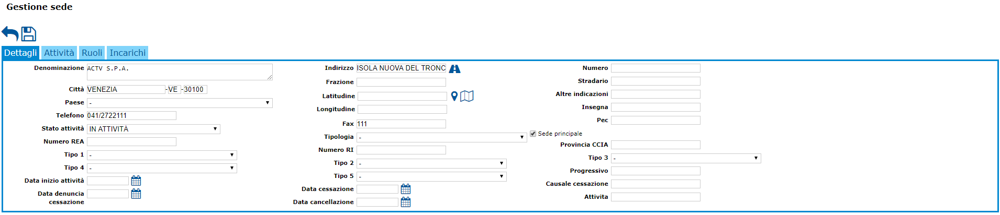 Gestione sede
Dettagli Attività Ruoli Incarichi
Denominazione ACTV S.P.A.
Città VENEZIA - VE - 30100
Paese -
Telefono 041/2722111
Stato attività IN ATTIVITÀ
Numero REA
Tipo 1 -
Tipo 4 -
Data inizio attività
Data denuncia
cessazione
Indirizzo ISOLA NUOVA DEL TRONC
Frazione
Latitudine
Longitudine
Fax 111
Tipologia - Sede principale
Numero RI
Tipo 2 -
Tipo 5 -
Data cessazione
Data cancellazione
Numero
Stradario
Altre indicazioni
Insegna
Pec
Provincia CCIA
Tipo 3 -
Progressivo
Causale cessazione
Attivita